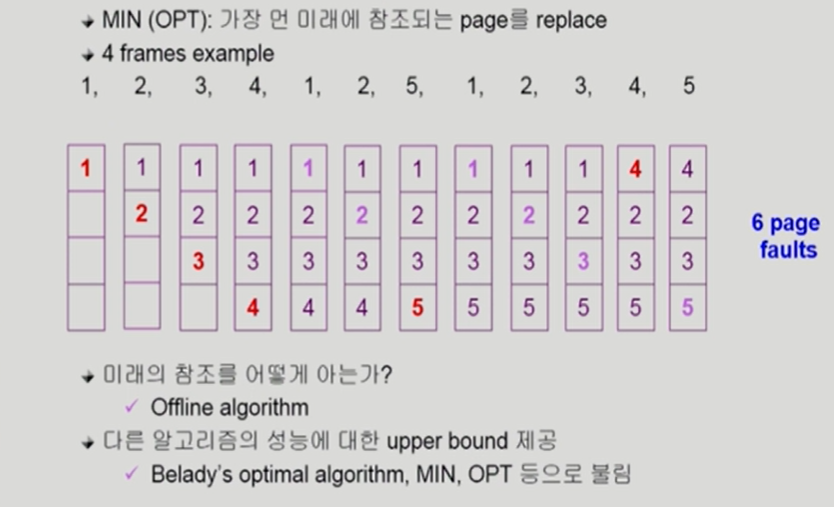 MIN (OPT): 가장 먼 미래에 참조되는 page를 replace
4 frames example
1, 2, 3, 4, 1, 2, 5, 1, 2, 3, 4, 5
1 1 1 1 1 1 1 1 1 1 4 4
2 2 2 2 2 2 2 2 2 2 2
3 3 3 3 3 3 3 3 3 3
4 4 4 5 5 5 5 5 5
6 page
faults
미래의 참조를 어떻게 아는가?
Offline algorithm
다른 알고리즘의 성능에 대한 upper bound 제공
Belady's optimal algorithm, MIN, OPT 등으로 불림